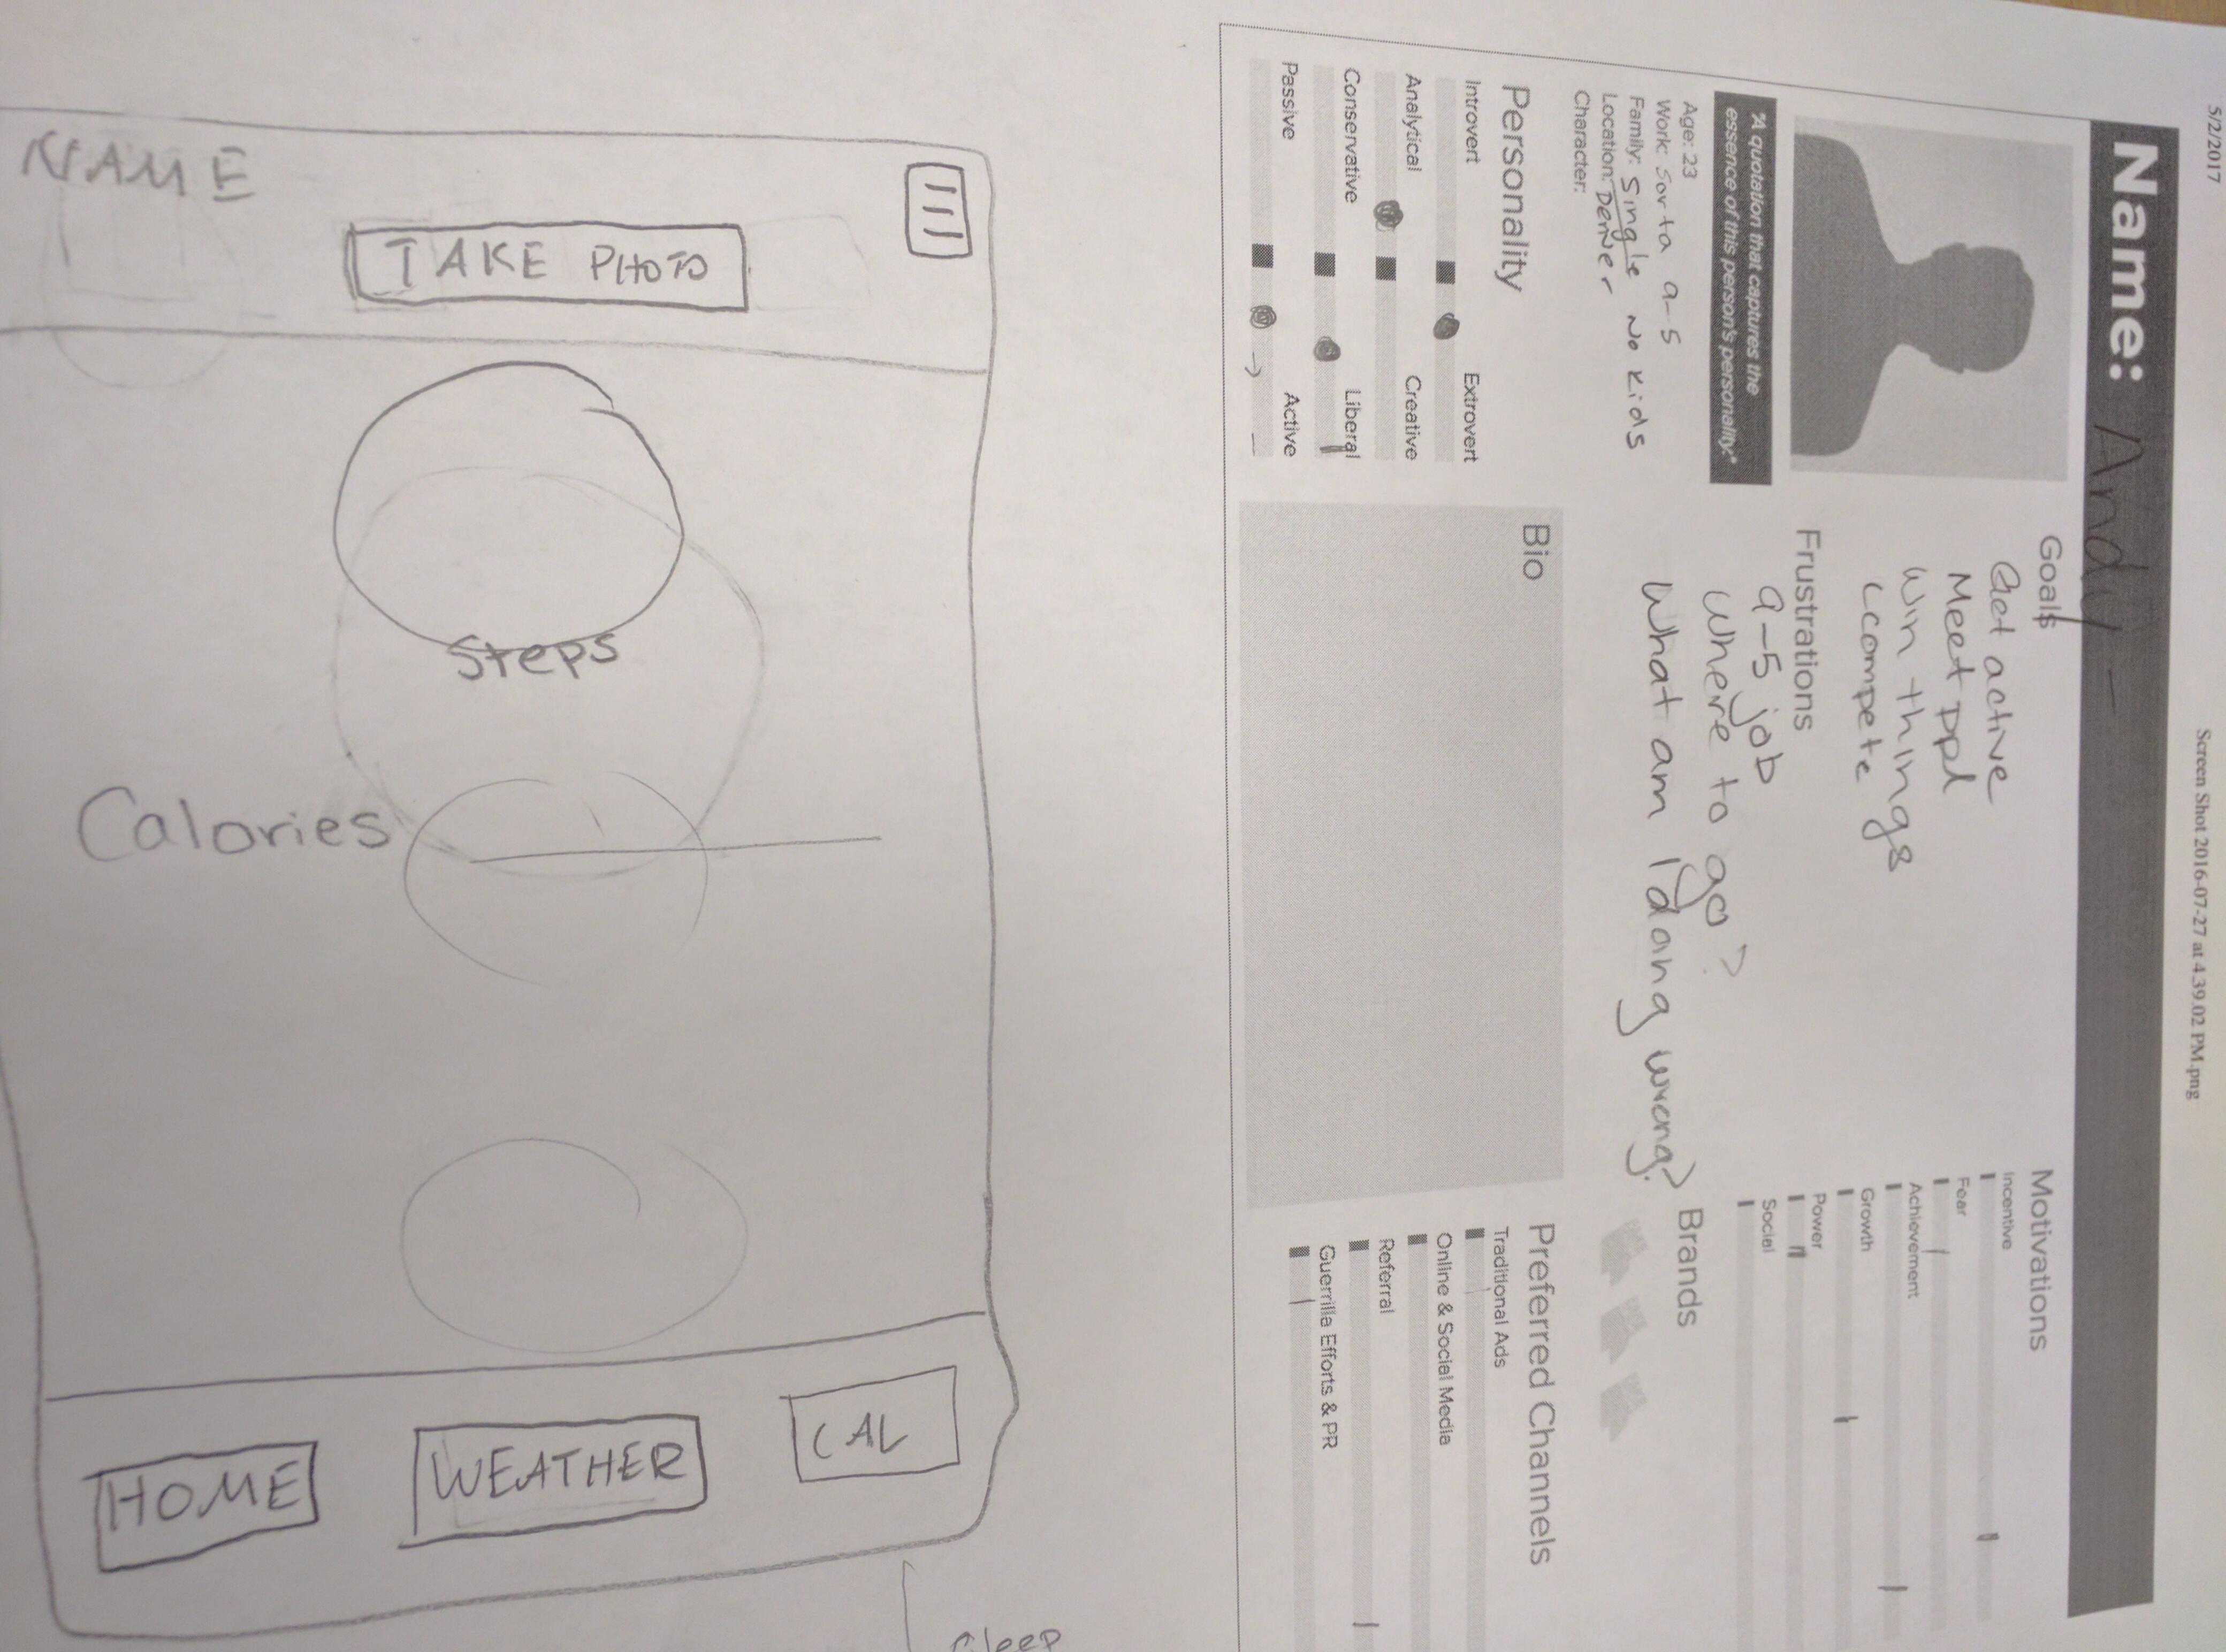 5/2/2017
Screen Shot 2016-07-27 at 4.39.02 PM.png
Name: Andy -
"A quotation that captures the
essence of this person's personality."
Age: 23
Work: Sorta 9-5
Family: Single No Kids
Location: Denver
Character:
Goals
Get active
Meet ppl
Win things
compete
Frustrations
9-5 job
Where to go?
What am I doing wrong?
Motivations
Incentive
Fear
Achievement
Growth
Power
Social
Personality
Introvert Extrovert
Analytical Creative
Conservative Liberal
Passive Active
Bio
Brands
Preferred Channels
Traditional Ads
Online & Social Media
Referral
Guerrilla Efforts & PR
NAME
TAKE PHOTO
Steps
Calories
HOME
WEATHER
CAL
Sleep